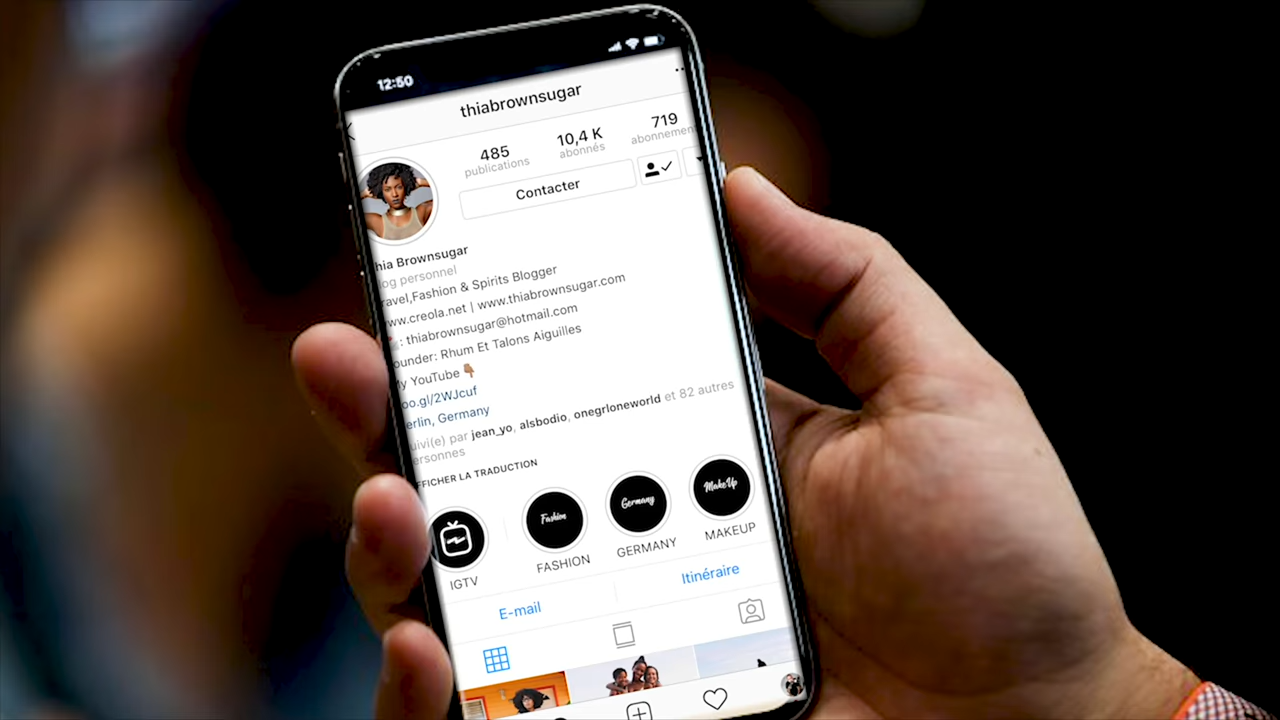 12:50
thiabrownsugar
485
publications
10,4 K
abonnés
719
abonnemen
Contacter
hia Brownsugar
og personnel
ravel,Fashion & Spirits Blogger
ww.creola.net | www.thiabrownsugar.com
: thiabrownsugar@hotmail.com
ounder: Rhum Et Talons Aiguilles
y YouTube 👇🏾
oo.gl/2WJcuf
erlin, Germany
uivi(e) par jean_yo, alsbodio, onegrloneworld et 82 autres
ersonnes
FFICHER LA TRADUCTION
Fashion
Germany
MakeUp
IGTV
FASHION
GERMANY
MAKEUP
E-mail
Itinéraire